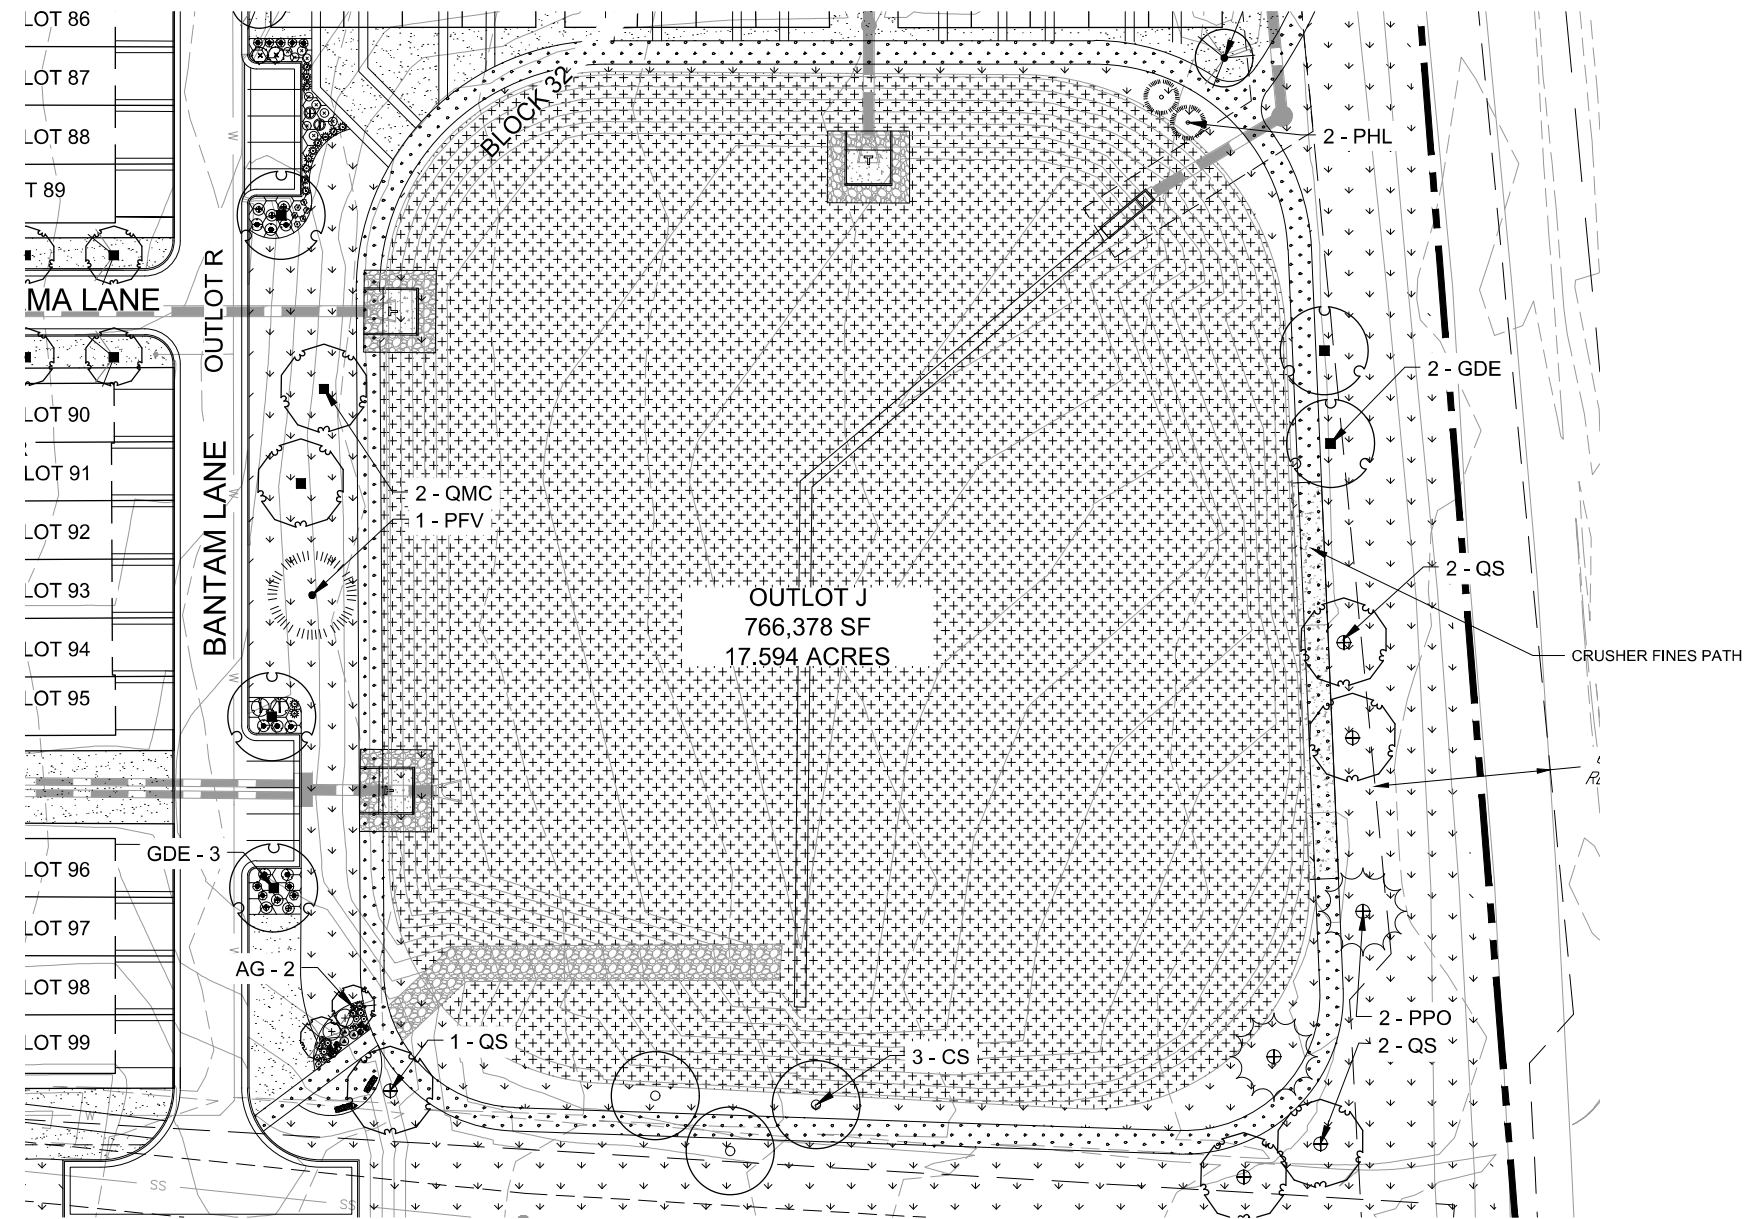 LOT 86
LOT 87
LOT 88
T 89
MA LANE
OUTLOT R
BLOCK 32
2 - PHL
LOT 90
LOT 91
LOT 92
LOT 93
LOT 94
LOT 95
BANTAM LANE
2 - GDE
2 - QMC
1 - PFV
2 - QS
OUTLOT J
766,378 SF
17.594 ACRES
CRUSHER FINES PATH
GDE - 3
LOT 96
LOT 97
LOT 98
LOT 99
AG - 2
1 - QS
3 - CS
2 - PPO
2 - QS
W
W
W
W
W
W
SS
SS